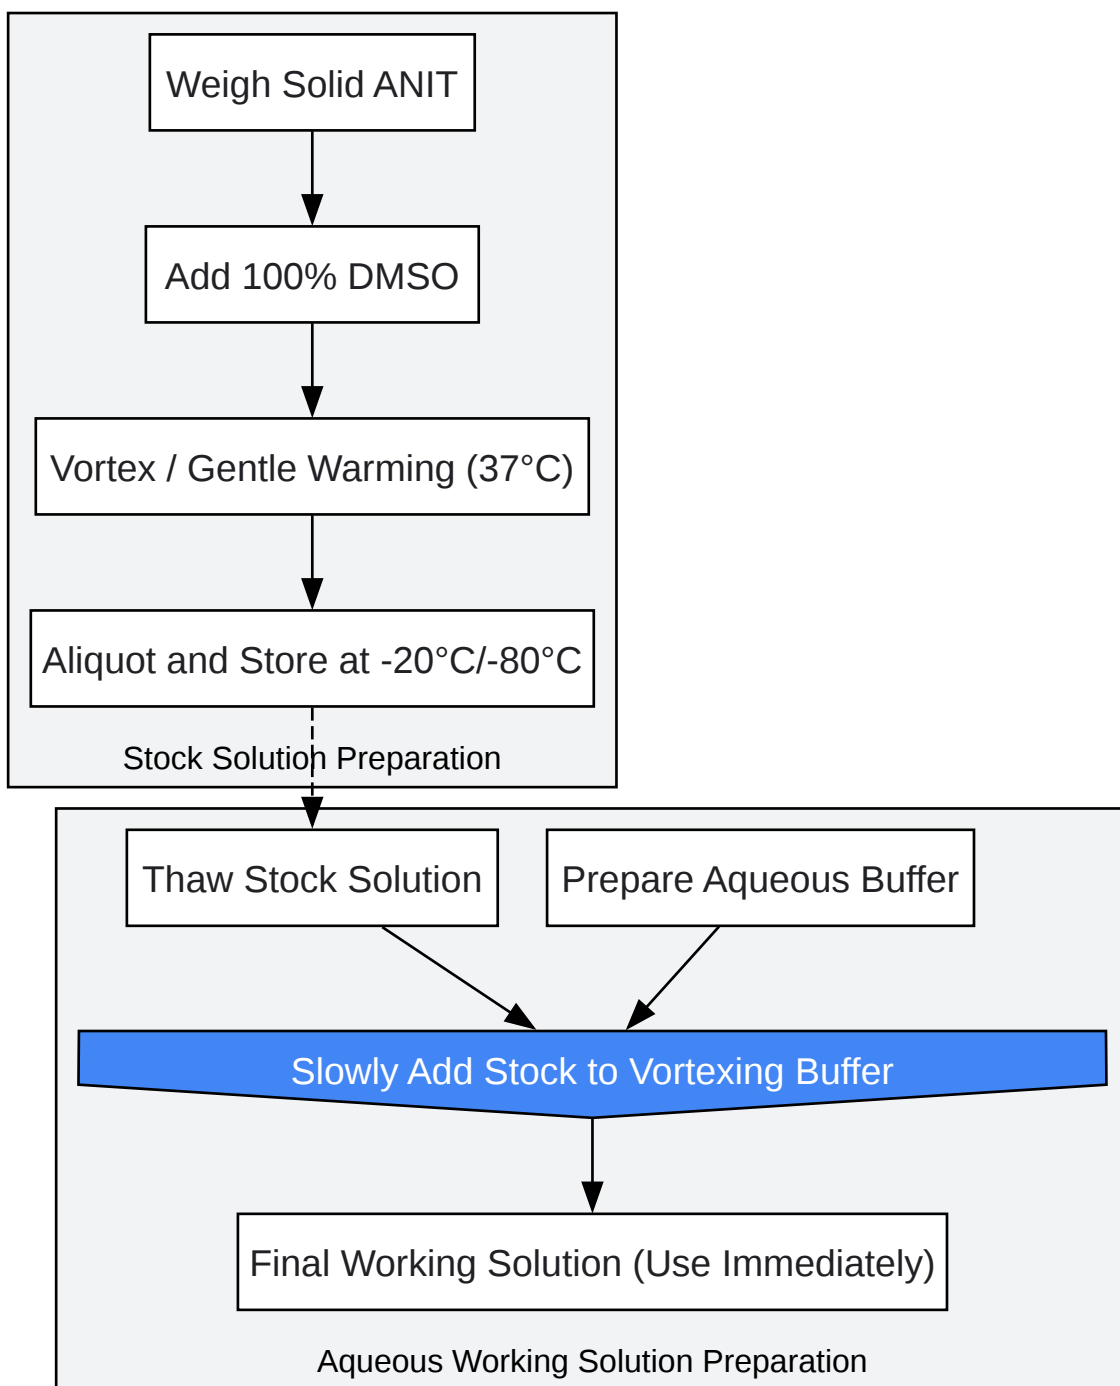 Weigh Solid ANIT
Add 100% DMSO
Vortex / Gentle Warming (37°C)
Aliquot and Store at -20°C/-80°C
Stock Solution Preparation
Thaw Stock Solution
Prepare Aqueous Buffer
Slowly Add Stock to Vortexing Buffer
Final Working Solution (Use Immediately)
Aqueous Working Solution Preparation